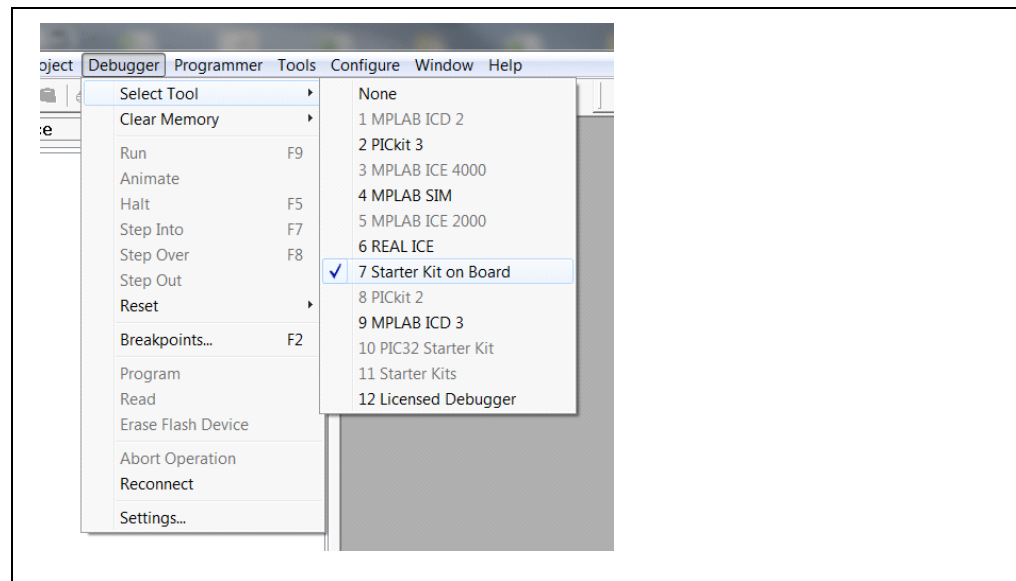 oject Debugger Programmer Tools Configure Window Help
Select Tool
Clear Memory
Run F9
Animate
Halt F5
Step Into F7
Step Over F8
Step Out
Reset
Breakpoints... F2
Program
Read
Erase Flash Device
Abort Operation
Reconnect
Settings...
None
1 MPLAB ICD 2
2 PICkit 3
3 MPLAB ICE 4000
4 MPLAB SIM
5 MPLAB ICE 2000
6 REAL ICE
7 Starter Kit on Board
8 PICkit 2
9 MPLAB ICD 3
10 PIC32 Starter Kit
11 Starter Kits
12 Licensed Debugger